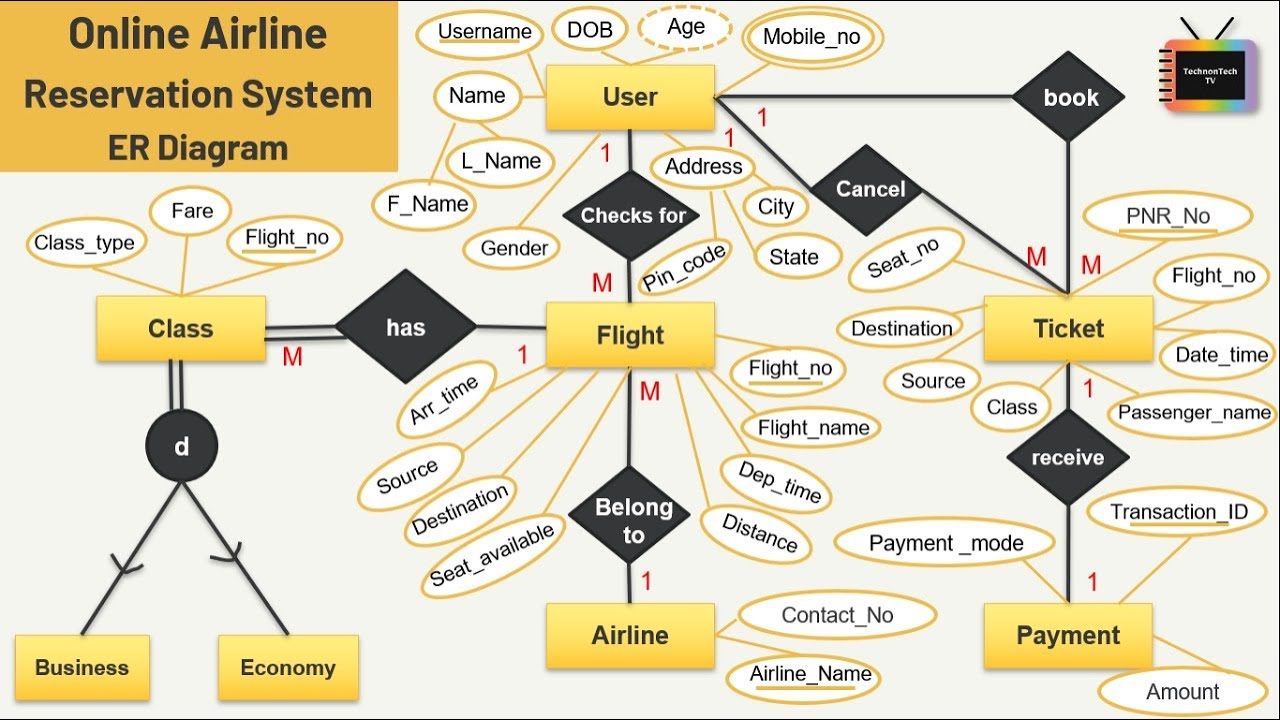 Online Airline
Reservation System
ER Diagram
Username
DOB
Age
Mobile_no
TechnonTech
TV
Name
User
book
1
L_Name
F_Name
1
1
Address
Cancel
City
Gender
Checks for
State
Pin_code
M
Class_type
Fare
Flight_no
Seat_no
PNR_No
M
M
Flight_no
Class
has
Flight
Destination
Ticket
M
1
Date_time
Arr_time
M
Flight_no
Source
Class
1
Passenger_name
Flight_name
d
Source
Destination
Seat_available
Belong
to
Dep_time
Distance
receive
Transaction_ID
Payment _mode
1
1
Business
Economy
Airline
Contact_No
Airline_Name
Payment
Amount